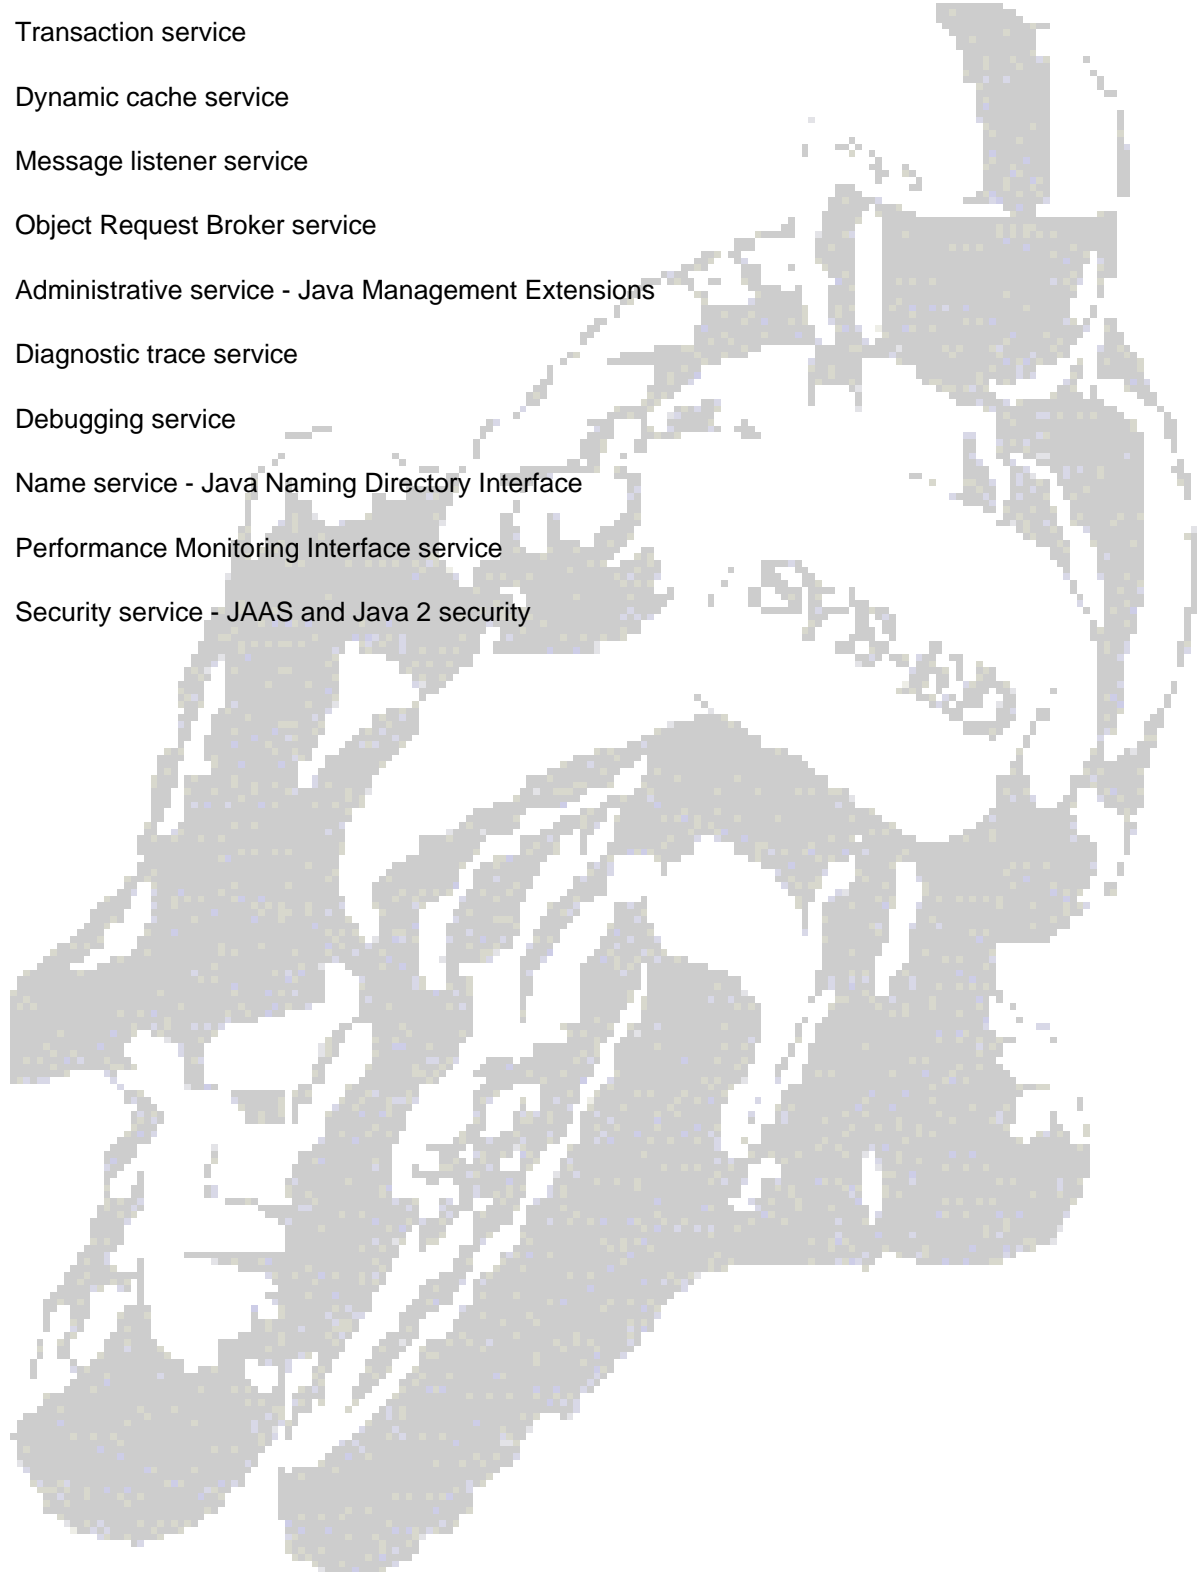 Transaction service
Dynamic cache service
Message listener service
Object Request Broker service
Administrative service - Java Management Extensions
Diagnostic trace service
Debugging service
Name service - Java Naming Directory Interface
Performance Monitoring Interface service
Security service - JAAS and Java 2 security
SYS-ED